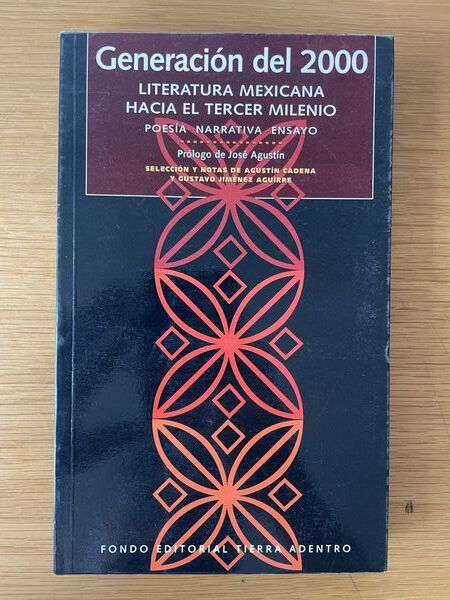 Generación del 2000
LITERATURA MEXICANA
HACIA EL TERCER MILENIO
POESÍA NARRATIVA ENSAYO
Prólogo de José Agustín
SELECCIÓN Y NOTAS DE AGUSTÍN CADENA
Y GUSTAVO JIMÉNEZ AGUIRRE
FONDO EDITORIAL TIERRA ADENTRO